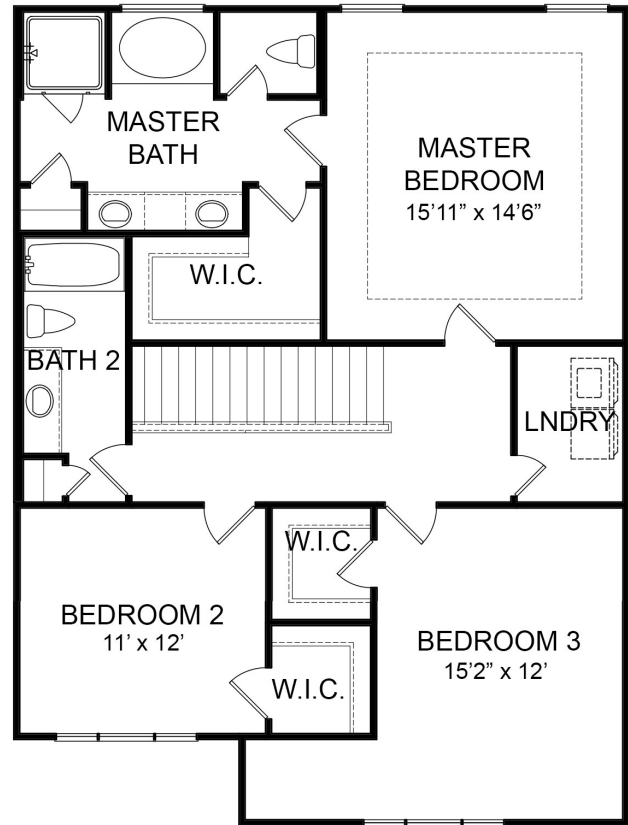 MASTER
BATH
MASTER
BEDROOM
15’11” x 14’6”
W.I.C.
BATH 2
LNDRY
W.I.C.
BEDROOM 2
11’ x 12’
BEDROOM 3
15’2” x 12’
W.I.C.